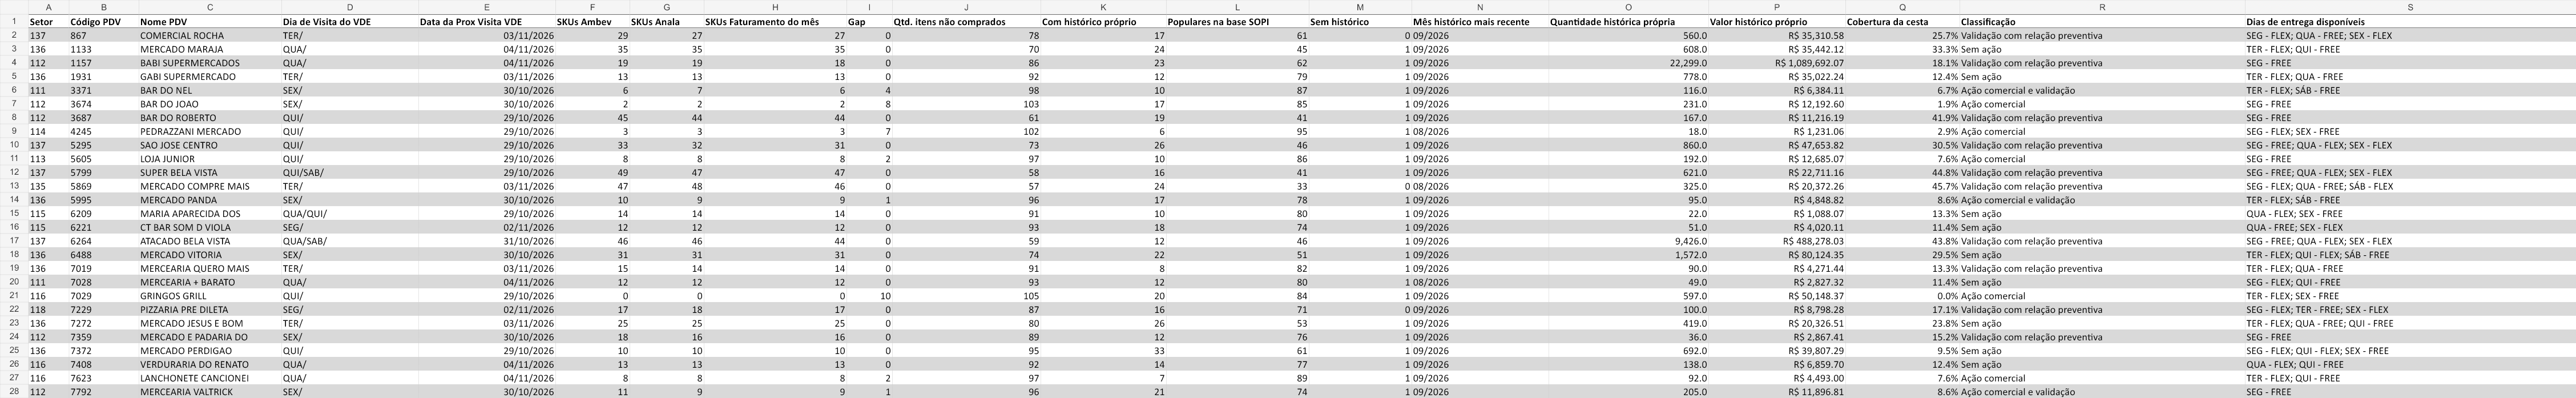 A B C D E F G H I J K L M N O P Q R S
1 Setor Código PDV Nome PDV Dia de Visita do VDE Data da Prox Visita VDE SKUs Ambev SKUs Anala SKUs Faturamento do mês Gap Qtd. itens não comprados Com histórico próprio Populares na base SOPI Sem histórico Mês histórico mais recente Quantidade histórica própria Valor histórico próprio Cobertura da cesta Classificação Dias de entrega disponíveis
2 137 867 COMERCIAL ROCHA TER/ 03/11/2026 29 27 27 0 78 17 61 0 09/2026 560.0 R$ 35,310.58 25.7% Validação com relação preventiva SEG - FLEX; QUA - FREE; SEX - FLEX
3 136 1133 MERCADO MARAJA QUA/ 04/11/2026 35 35 35 0 70 24 45 1 09/2026 608.0 R$ 35,442.12 33.3% Sem ação TER - FLEX; QUI - FREE
4 112 1157 BABI SUPERMERCADOS QUA/ 04/11/2026 19 19 18 0 86 23 62 1 09/2026 22,299.0 R$ 1,089,692.07 18.1% Validação com relação preventiva SEG - FREE
5 136 1931 GABI SUPERMERCADO TER/ 03/11/2026 13 13 13 0 92 12 79 1 09/2026 778.0 R$ 35,022.24 12.4% Sem ação TER - FLEX; QUA - FREE
6 111 3371 BAR DO NEL SEX/ 30/10/2026 6 7 6 4 98 10 87 1 09/2026 116.0 R$ 6,384.11 6.7% Ação comercial e validação TER - FLEX; SÁB - FREE
7 112 3674 BAR DO JOAO SEX/ 30/10/2026 2 2 2 8 103 17 85 1 09/2026 231.0 R$ 12,192.60 1.9% Ação comercial SEG - FREE
8 112 3687 BAR DO ROBERTO QUI/ 29/10/2026 45 44 44 0 61 19 41 1 09/2026 167.0 R$ 11,216.19 41.9% Validação com relação preventiva SEG - FREE
9 114 4245 PEDRAZZANI MERCADO QUI/ 29/10/2026 3 3 3 7 102 6 95 1 08/2026 18.0 R$ 1,231.06 2.9% Ação comercial SEG - FLEX; SEX - FREE
10 137 5295 SAO JOSE CENTRO QUI/ 29/10/2026 33 32 31 0 73 26 46 1 09/2026 860.0 R$ 47,653.82 30.5% Validação com relação preventiva SEG - FREE; QUA - FLEX; SEX - FLEX
11 113 5605 LOJA JUNIOR QUI/ 29/10/2026 8 8 8 2 97 10 86 1 09/2026 192.0 R$ 12,685.07 7.6% Ação comercial SEG - FREE
12 137 5799 SUPER BELA VISTA QUI/SAB/ 29/10/2026 49 47 47 0 58 16 41 1 09/2026 621.0 R$ 22,711.16 44.8% Validação com relação preventiva SEG - FREE; QUA - FLEX; SEX - FLEX
13 135 5869 MERCADO COMPRE MAIS TER/ 03/11/2026 47 48 46 0 57 24 33 0 08/2026 325.0 R$ 20,372.26 45.7% Validação com relação preventiva SEG - FLEX; QUA - FREE; SÁB - FLEX
14 136 5995 MERCADO PANDA SEX/ 30/10/2026 10 9 9 1 96 17 78 1 09/2026 95.0 R$ 4,848.82 8.6% Ação comercial e validação TER - FLEX; SÁB - FREE
15 115 6209 MARIA APARECIDA DOS QUA/QUI/ 29/10/2026 14 14 14 0 91 10 80 1 09/2026 22.0 R$ 1,088.07 13.3% Sem ação QUA - FLEX; SEX - FREE
16 115 6221 CT BAR SOM D VIOLA SEG/ 02/11/2026 12 12 12 0 93 18 74 1 09/2026 51.0 R$ 4,020.11 11.4% Sem ação QUA - FREE; SEX - FLEX
17 137 6264 ATACADO BELA VISTA QUA/SAB/ 31/10/2026 46 46 44 0 59 12 46 1 09/2026 9,426.0 R$ 488,278.03 43.8% Validação com relação preventiva SEG - FREE; QUA - FLEX; SEX - FLEX
18 136 6488 MERCADO VITORIA SEX/ 30/10/2026 31 31 31 0 74 22 51 1 09/2026 1,572.0 R$ 80,124.35 29.5% Sem ação TER - FLEX; QUI - FLEX; SÁB - FREE
19 136 7019 MERCEARIA QUERO MAIS TER/ 03/11/2026 15 14 14 0 91 8 82 1 09/2026 90.0 R$ 4,271.44 13.3% Validação com relação preventiva TER - FLEX; QUA - FREE
20 111 7028 MERCEARIA + BARATO QUA/ 04/11/2026 12 12 12 0 93 12 80 1 08/2026 49.0 R$ 2,827.32 11.4% Sem ação SEG - FLEX; QUI - FREE
21 116 7029 GRINGOS GRILL QUI/ 29/10/2026 0 0 0 10 105 20 84 1 09/2026 597.0 R$ 50,148.37 0.0% Ação comercial TER - FLEX; SEX - FREE
22 118 7229 PIZZARIA PRE DILETA SEG/ 02/11/2026 17 18 17 0 87 16 71 0 09/2026 100.0 R$ 8,798.28 17.1% Validação com relação preventiva SEG - FLEX; TER - FREE; SEX - FLEX
23 136 7272 MERCADO JESUS E BOM TER/ 03/11/2026 25 25 25 0 80 26 53 1 09/2026 419.0 R$ 20,326.51 23.8% Sem ação TER - FLEX; QUA - FREE; QUI - FREE
24 112 7359 MERCADO E PADARIA DO SEX/ 30/10/2026 18 16 16 0 89 12 76 1 09/2026 36.0 R$ 2,867.41 15.2% Validação com relação preventiva SEG - FREE
25 136 7372 MERCADO PERDIGAO QUI/ 29/10/2026 10 10 10 0 95 33 61 1 09/2026 692.0 R$ 39,807.29 9.5% Sem ação SEG - FLEX; QUI - FLEX; SEX - FREE
26 116 7408 VERDURARIA DO RENATO QUA/ 04/11/2026 13 13 13 0 92 14 77 1 09/2026 138.0 R$ 6,859.70 12.4% Sem ação QUA - FLEX; QUI - FREE
27 116 7623 LANCHONETE CANCIONEI QUA/ 04/11/2026 8 8 8 2 97 7 89 1 09/2026 92.0 R$ 4,493.00 7.6% Ação comercial TER - FLEX; QUI - FREE
28 112 7792 MERCEARIA VALTRICK SEX/ 30/10/2026 11 9 9 1 96 21 74 1 09/2026 205.0 R$ 11,896.81 8.6% Ação comercial e validação SEG - FREE